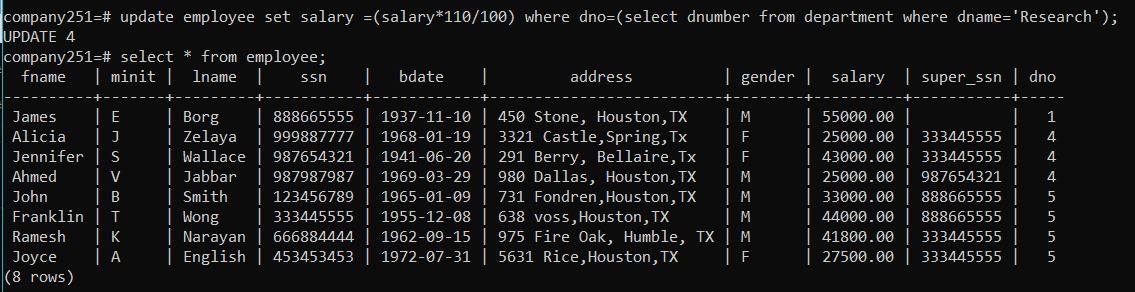 company251=# update employee set salary =(salary*110/100) where dno=(select dnumber from department where dname='Research');
UPDATE 4
company251=# select * from employee;
  fname   | minit |  lname  |    ssn    |   bdate    |         address          | gender |  salary  | super_ssn | dno
----------+-------+---------+-----------+------------+--------------------------+--------+----------+-----------+-----
 James    | E     | Borg    | 888665555 | 1937-11-10 | 450 Stone, Houston,TX    | M      | 55000.00 |           |   1
 Alicia   | J     | Zelaya  | 999887777 | 1968-01-19 | 3321 Castle,Spring,Tx    | F      | 25000.00 | 333445555 |   4
 Jennifer | S     | Wallace | 987654321 | 1941-06-20 | 291 Berry, Bellaire,Tx   | F      | 43000.00 | 333445555 |   4
 Ahmed    | V     | Jabbar  | 987987987 | 1969-03-29 | 980 Dallas, Houston,TX   | M      | 25000.00 | 987654321 |   4
 John     | B     | Smith   | 123456789 | 1965-01-09 | 731 Fondren,Houston,TX   | M      | 33000.00 | 888665555 |   5
 Franklin | T     | Wong    | 333445555 | 1955-12-08 | 638 voss,Houston,TX      | M      | 44000.00 | 888665555 |   5
 Ramesh   | K     | Narayan | 666884444 | 1962-09-15 | 975 Fire Oak, Humble, TX | M      | 41800.00 | 333445555 |   5
 Joyce    | A     | English | 453453453 | 1972-07-31 | 5631 Rice,Houston,TX     | F      | 27500.00 | 333445555 |   5
(8 rows)